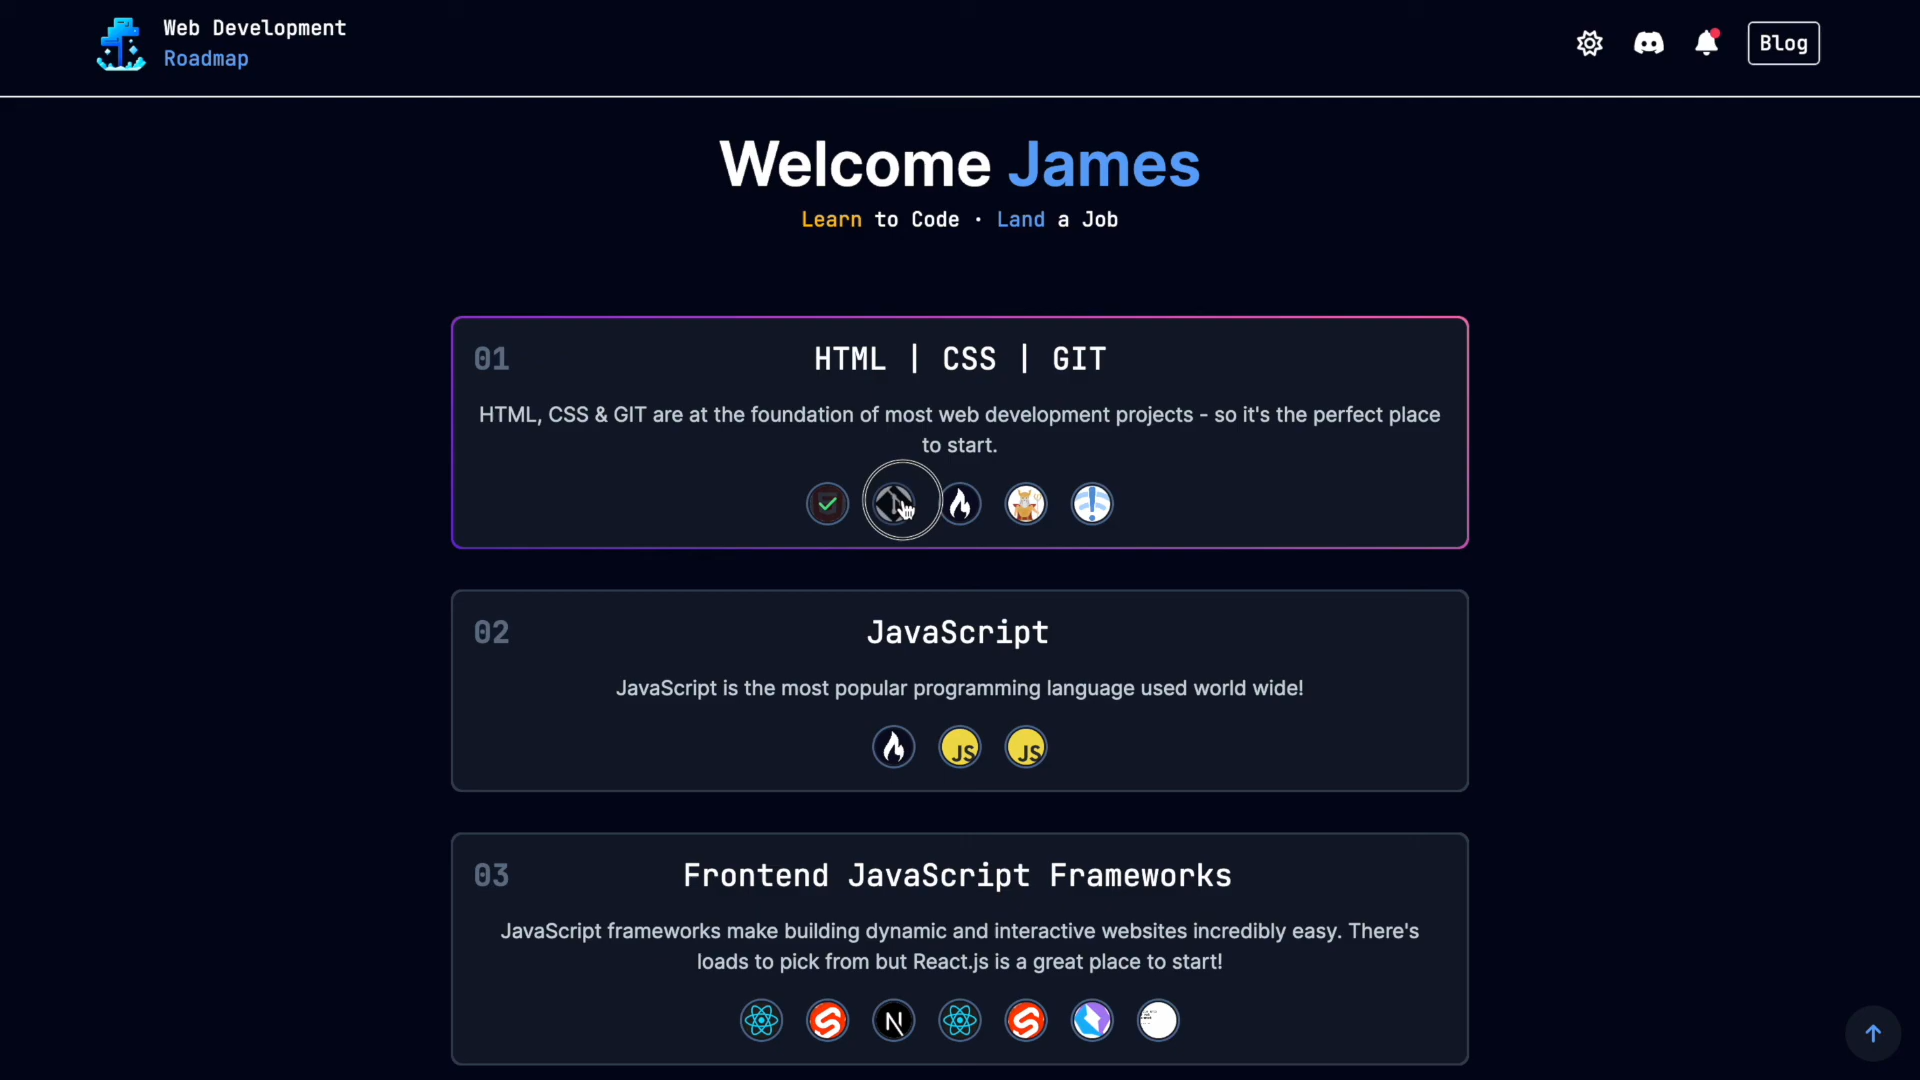 Web Development
Roadmap
Blog
Welcome James
Learn to Code · Land a Job
01
HTML | CSS | GIT
HTML, CSS & GIT are at the foundation of most web development projects - so it's the perfect place
to start.
02
JavaScript
JavaScript is the most popular programming language used world wide!
JS
JS
03
Frontend JavaScript Frameworks
JavaScript frameworks make building dynamic and interactive websites incredibly easy. There's
loads to pick from but React.js is a great place to start!
N